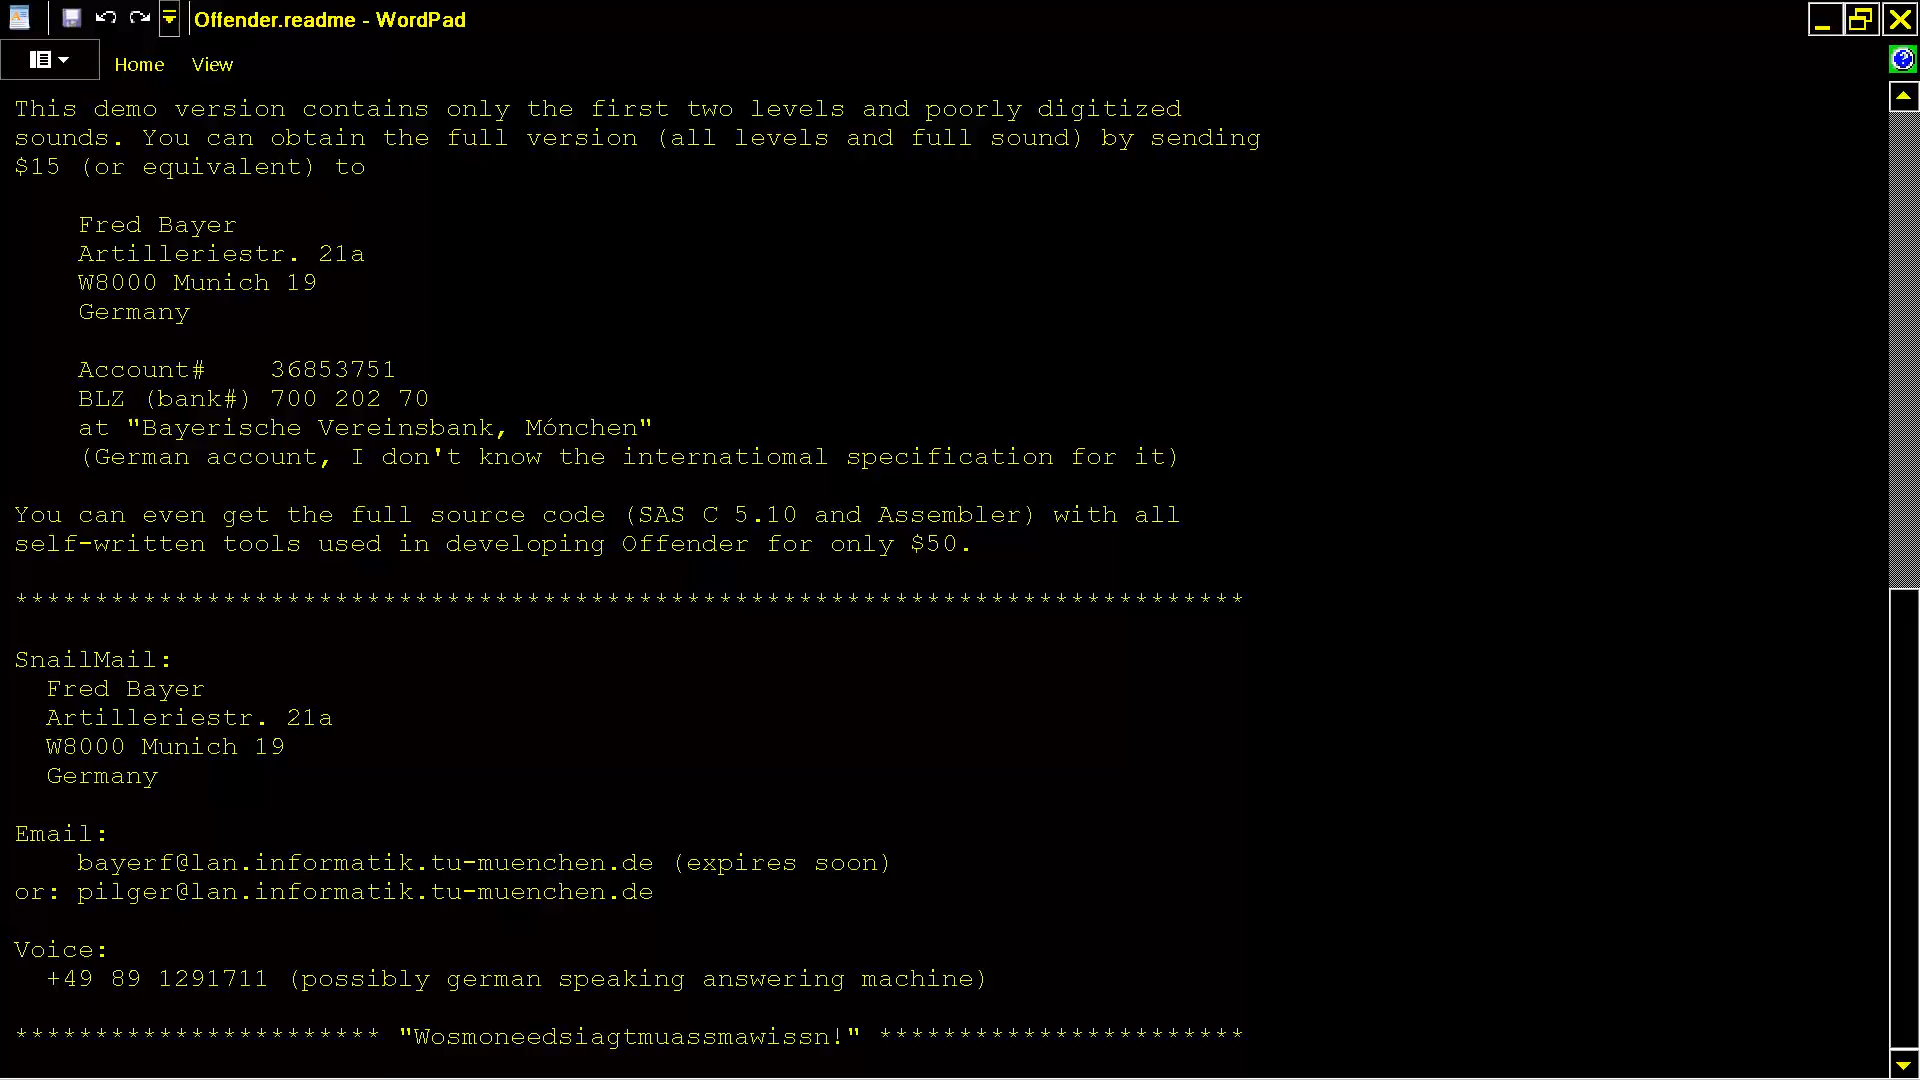 Offender.readme - WordPad
Home View
This demo version contains only the first two levels and poorly digitized
sounds. You can obtain the full version (all levels and full sound) by sending
$15 (or equivalent) to
Fred Bayer
Artilleriestr. 21a
W8000 Munich 19
Germany
Account# 36853751
BLZ (bank#) 700 202 70
at "Bayerische Vereinsbank, Mónchen"
(German account, I don't know the internatiomal specification for it)
You can even get the full source code (SAS C 5.10 and Assembler) with all
self-written tools used in developing Offender for only $50.
*****************************************************************************
SnailMail:
Fred Bayer
Artilleriestr. 21a
W8000 Munich 19
Germany
Email:
bayerf@lan.informatik.tu-muenchen.de (expires soon)
or: pilger@lan.informatik.tu-muenchen.de
Voice:
+49 89 1291711 (possibly german speaking answering machine)
*********************** "Wosmoneedsiagtmuassmawissn!" ***********************